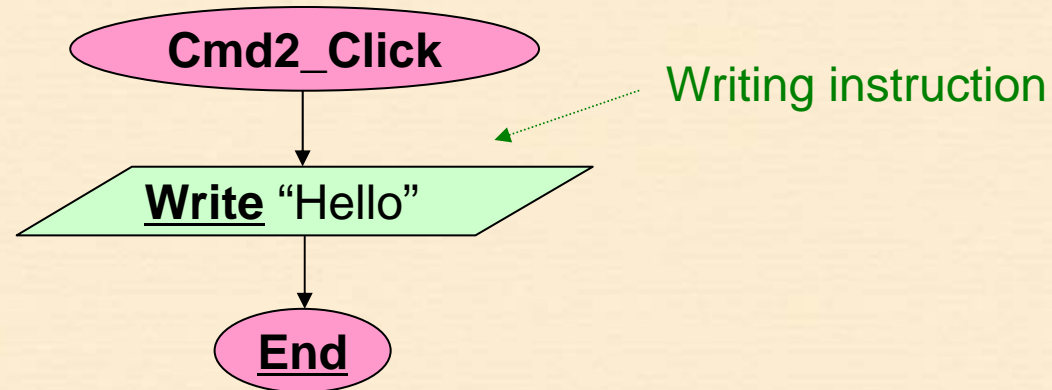 Cmd2_Click
Writing instruction
Write “Hello”
End